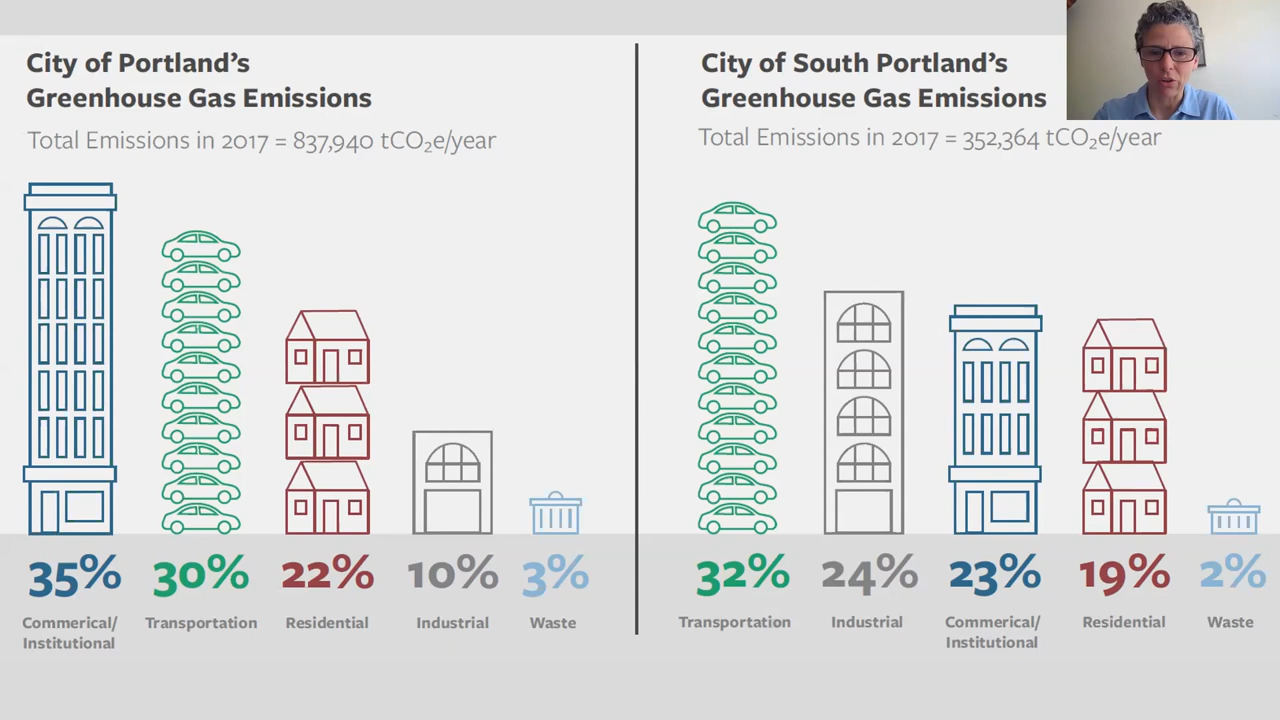 City of Portland's
Greenhouse Gas Emissions
Total Emissions in 2017 = 837,940 tCO₂e/year
35% 30% 22% 10% 3%
Commerical/ Transportation Residential Industrial Waste
Institutional
City of South Portland's
Greenhouse Gas Emissions
Total Emissions in 2017 = 352,364 tCO₂e/year
32% 24% 23% 19% 2%
Transportation Industrial Commerical/ Residential Waste
Institutional